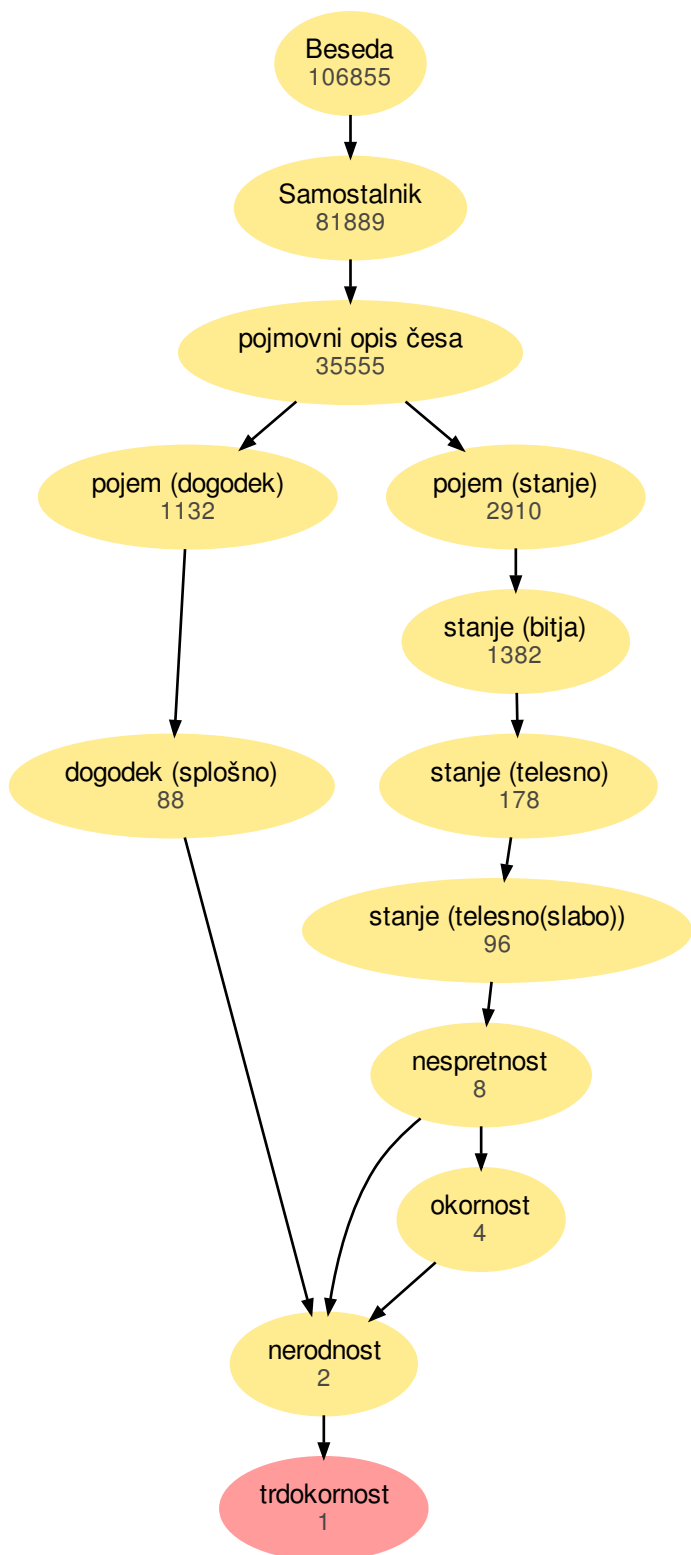 Beseda
106855
Samostalnik
81889
pojmovni opis česa
35555
pojem (dogodek)
1132
pojem (stanje)
2910
stanje (bitja)
1382
dogodek (splošno)
88
stanje (telesno)
178
stanje (telesno(slabo))
96
nespretnost
8
okornost
4
nerodnost
2
trdokornost
1